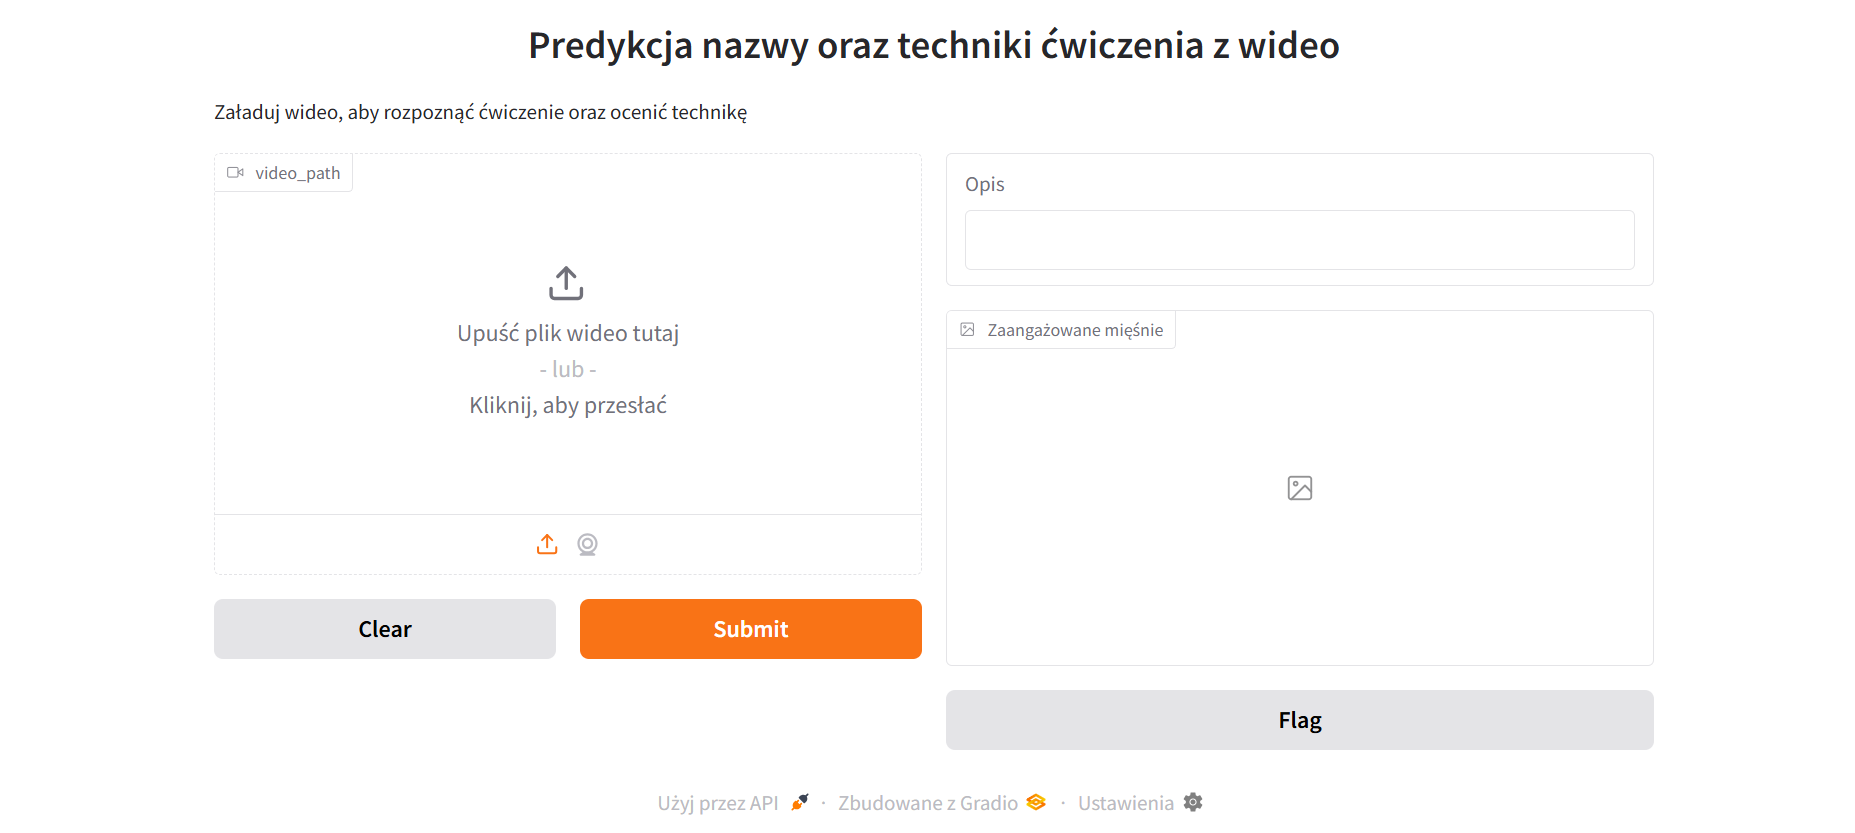 Predykcja nazwy oraz techniki ćwiczenia z wideo
Załaduj wideo, aby rozpoznąć ćwiczenie oraz ocenić technikę
video_path
Upuść plik wideo tutaj
- lub -
Kliknij, aby przesłać
Clear
Submit
Opis
Zaangażowane mięśnie
Flag
Użyj przez API · Zbudowane z Gradio · Ustawienia